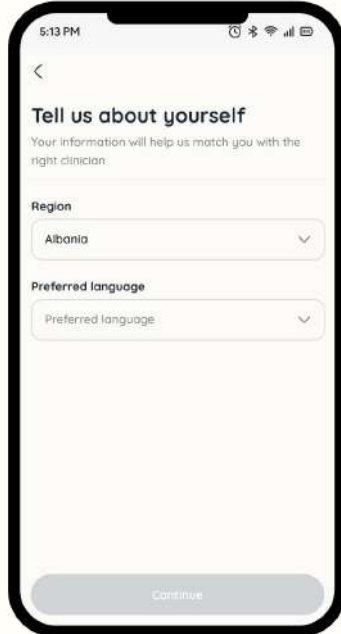 5:13 PM
Tell us about yourself
Your information will help us match you with the
right clinician
Region
Albania
Preferred language
Preferred language
Continue